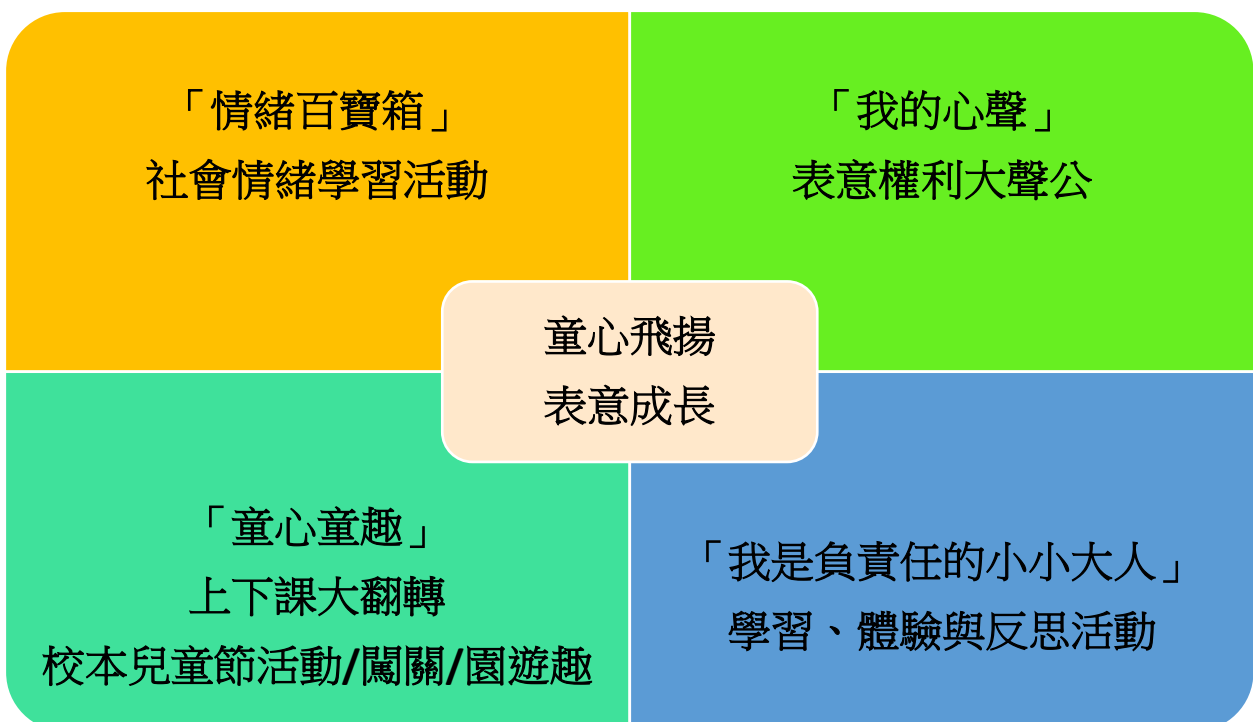 「情緒百寶箱」
社會情緒學習活動
「我的心聲」
表意權利大聲公
童心飛揚
表意成長
「童心童趣」
上下課大翻轉
校本兒童節活動/闖關/園遊趣
「我是負責任的小小大人」
學習、體驗與反思活動